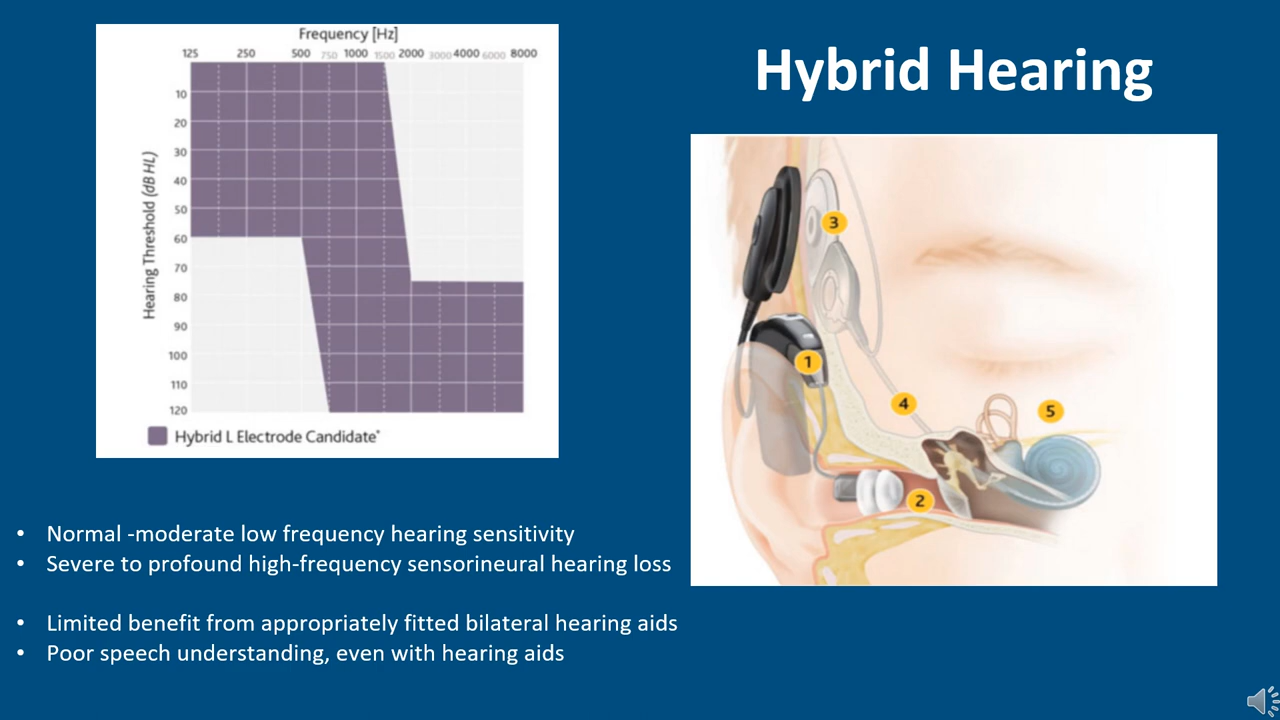 Hybrid Hearing
Frequency [Hz]
125 250 500 750 1000 1500 2000 3000 4000 6000 8000
Hearing Threshold (dB HL)
10
20
30
40
50
60
70
80
90
100
110
120
Hybrid L Electrode Candidate*
3
1
4
5
2
• Normal -moderate low frequency hearing sensitivity
• Severe to profound high-frequency sensorineural hearing loss
• Limited benefit from appropriately fitted bilateral hearing aids
• Poor speech understanding, even with hearing aids